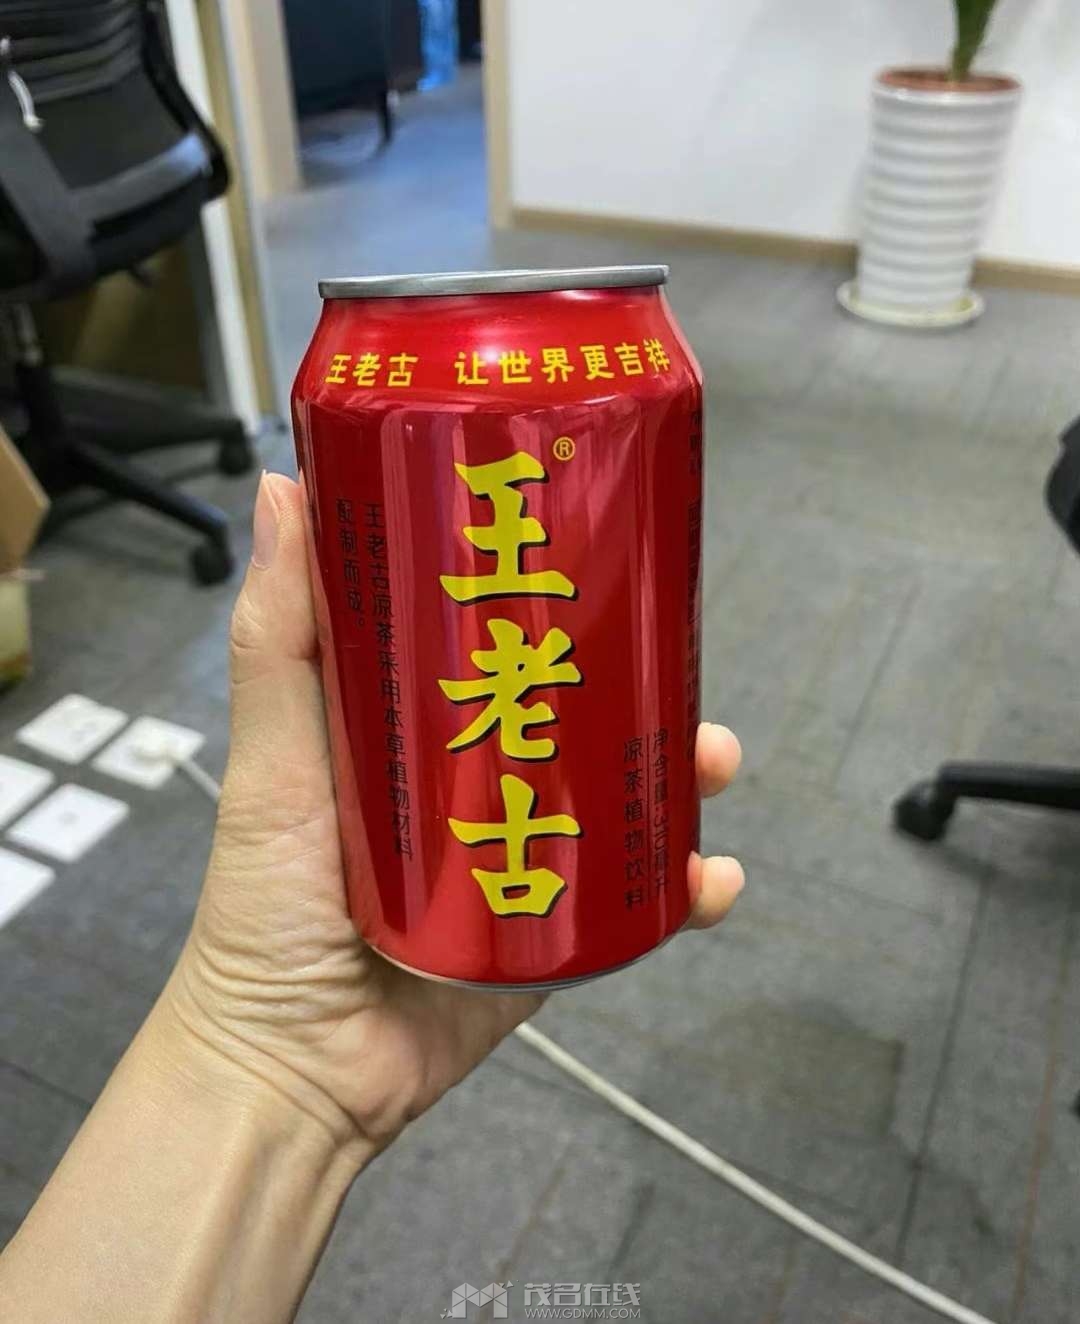 王老吉 让世界更吉祥
®
王老吉
王老吉凉茶采用本草植物材料
配制而成。
净含量:310毫升
凉茶植物饮料
茂名在线
WWW.GDMM.COM